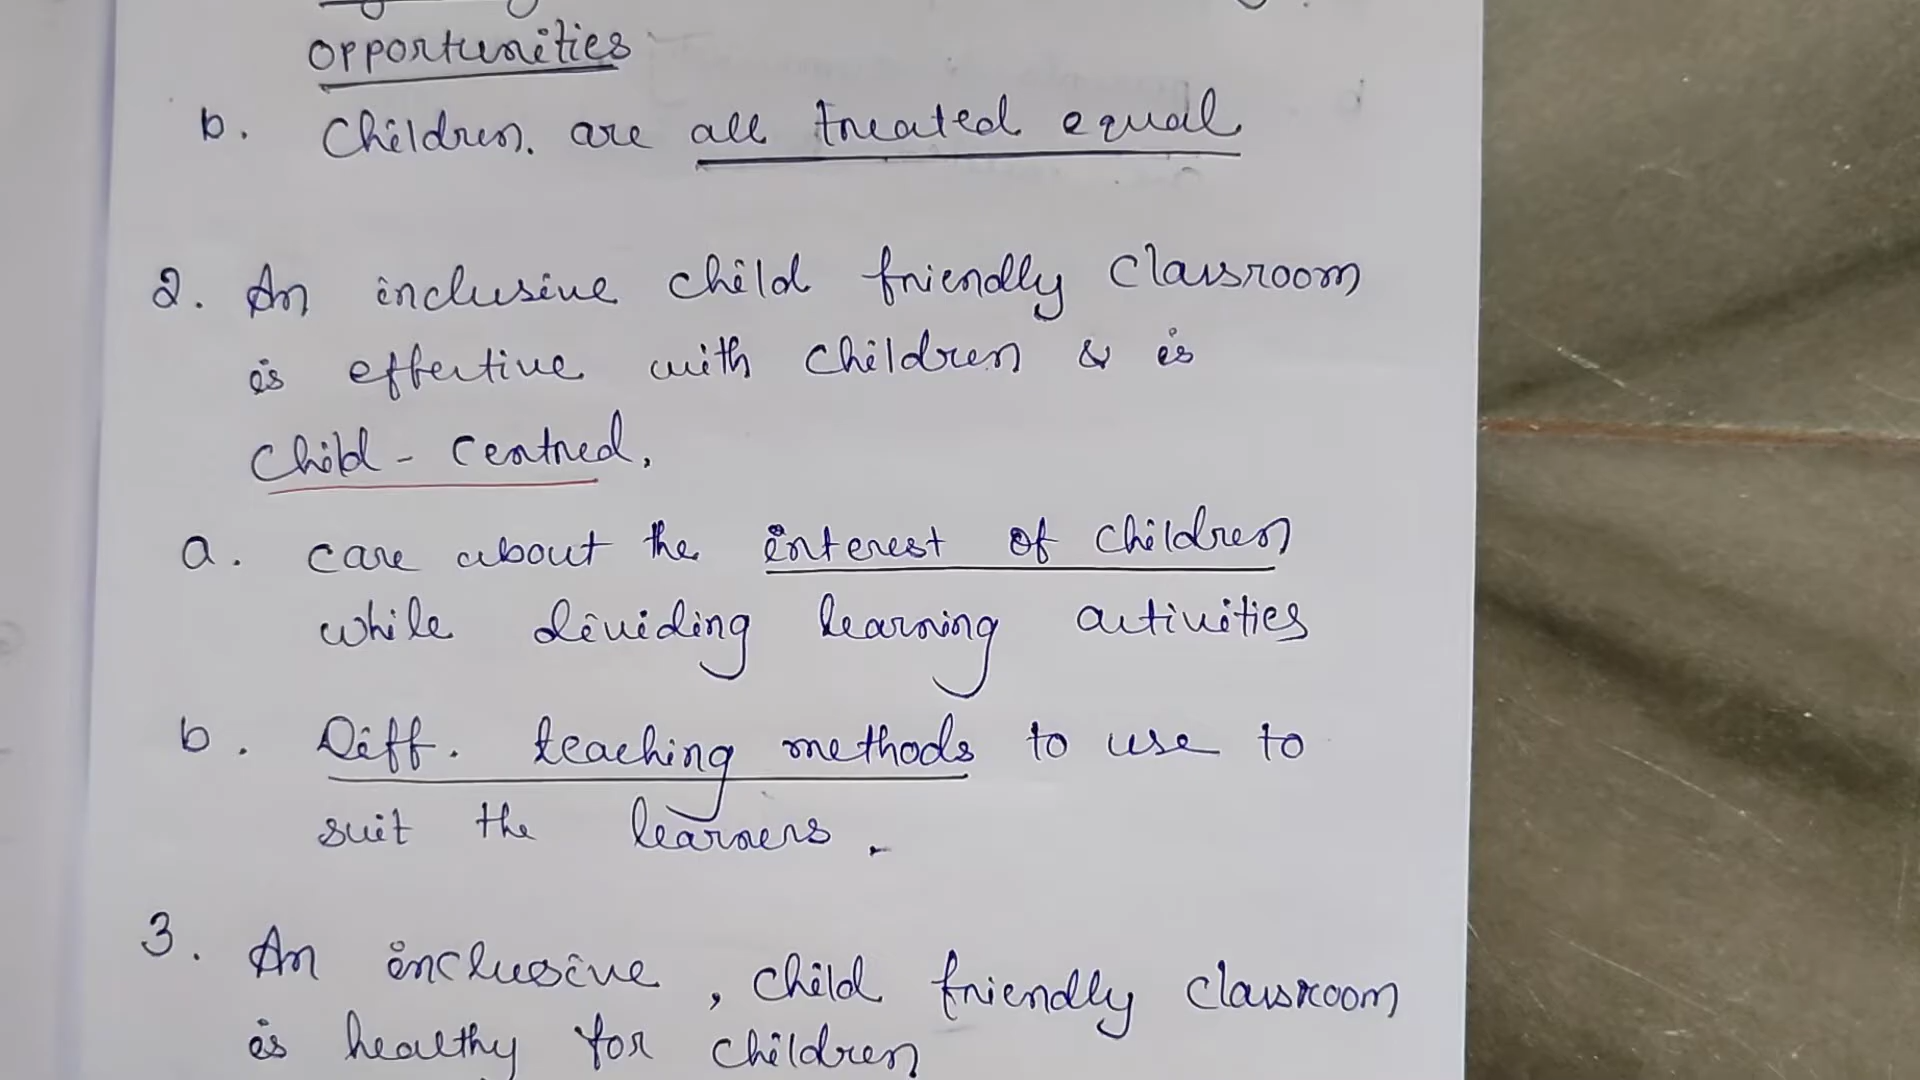 opportunities
b. Children. are all treated equal
2. An inclusive child friendly classroom
is effective with children & is
child - centred.
a. care about the interest of children
while dividing learning activities
b. Diff. teaching methods to use to
suit the learners.
3. An inclusive, child friendly classroom
is healthy for children